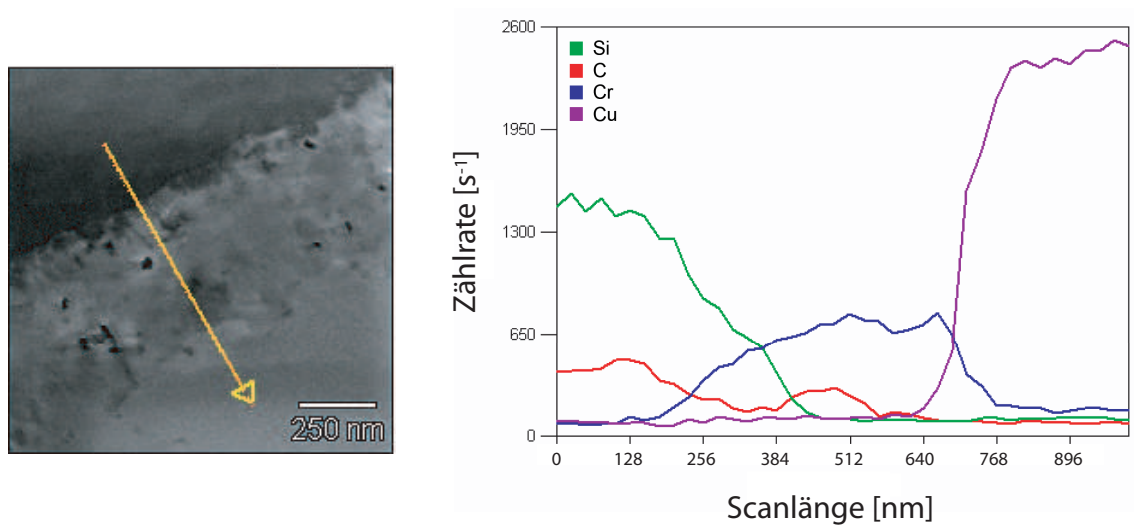 250 nm
2600
1950
1300
650
0
Si
C
Cr
Cu
Zählrate [s-1]
0 128 256 384 512 640 768 896
Scanlänge [nm]